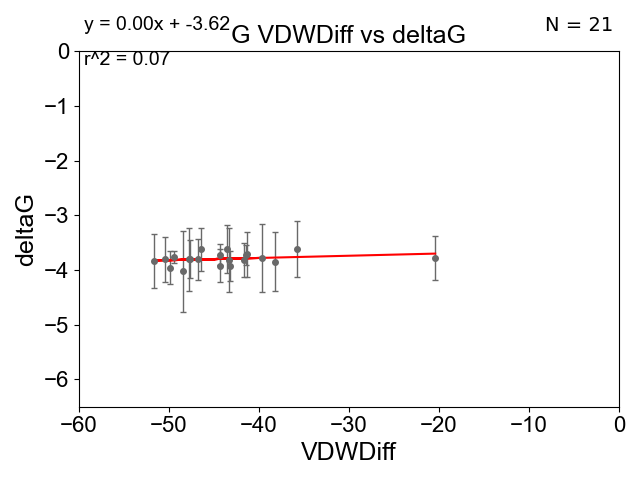 y = 0.00x + -3.62
G VDWDiff vs deltaG
N = 21
r^2 = 0.07
0
−1
−2
−3
−4
−5
−6
deltaG
−60
−50
−40
−30
−20
−10
0
VDWDiff